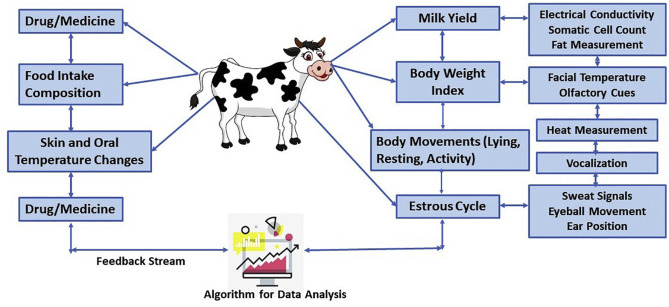 Drug/Medicine
Food Intake
Composition
Skin and Oral
Temperature Changes
Drug/Medicine
Milk Yield
Body Weight
Index
Body Movements (Lying,
Resting, Activity)
Estrous Cycle
Electrical Conductivity
Somatic Cell Count
Fat Measurement
Facial Temperature
Olfactory Cues
Heat Measurement
Vocalization
Sweat Signals
Eyeball Movement
Ear Position
Feedback Stream
Algorithm for Data Analysis